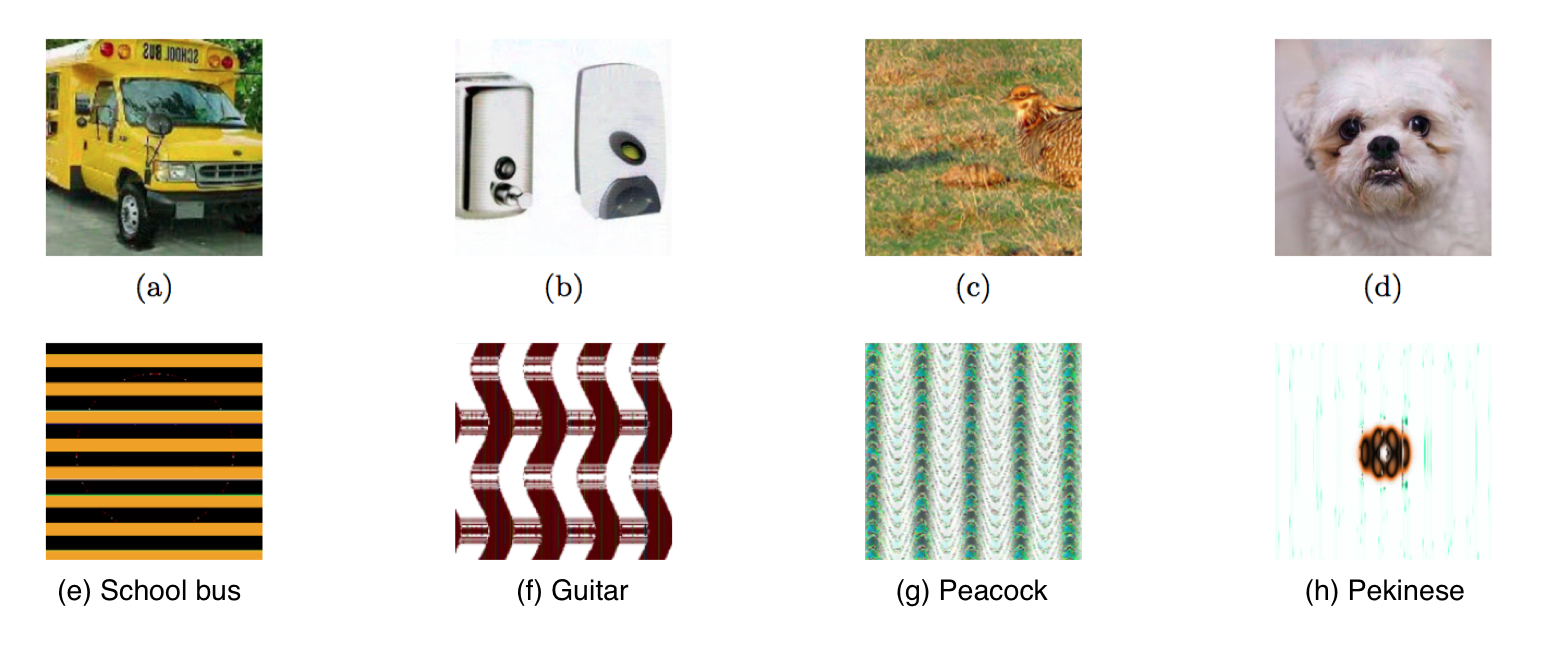 SCHOOL BUS
(a)
(b)
(c)
(d)
(e) School bus
(f) Guitar
(g) Peacock
(h) Pekinese